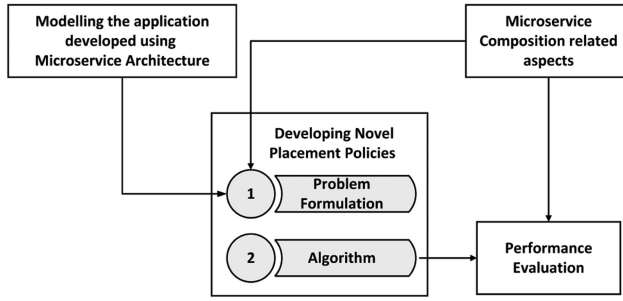 Modelling the application
developed using
Microservice Architecture
Microservice
Composition related
aspects
Developing Novel
Placement Policies
1
Problem
Formulation
2
Algorithm
Performance
Evaluation